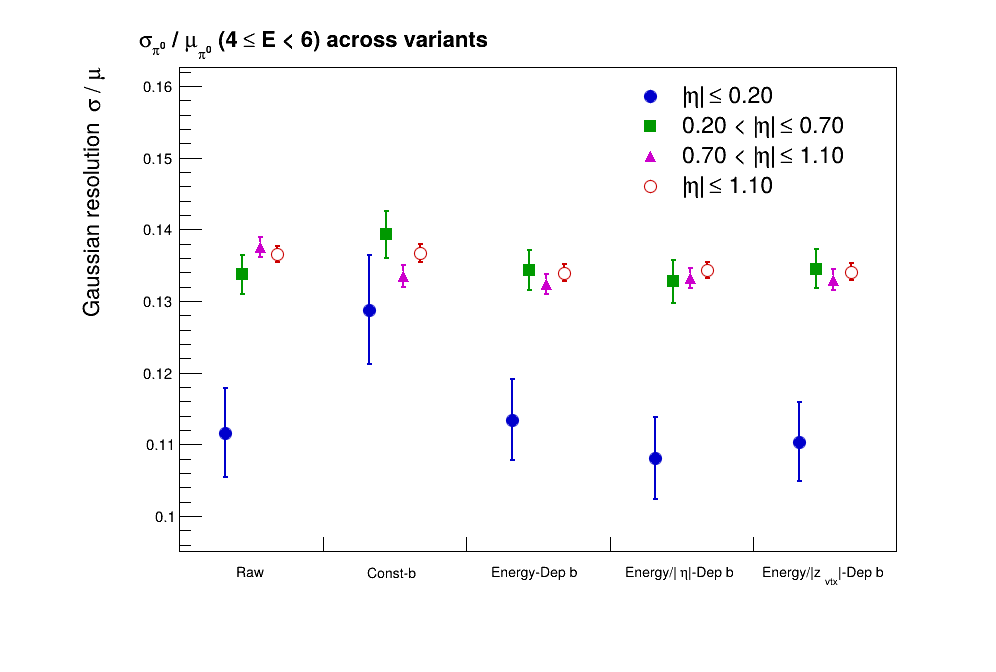 σπ⁰ / μπ⁰ (4 ≤ E < 6) across variants
Gaussian resolution σ / μ
0.16
0.15
0.14
0.13
0.12
0.11
0.1
|η| ≤ 0.20
0.20 < |η| ≤ 0.70
0.70 < |η| ≤ 1.10
|η| ≤ 1.10
Raw
Const-b
Energy-Dep b
Energy/|η|-Dep b
Energy/|z vtx|-Dep b